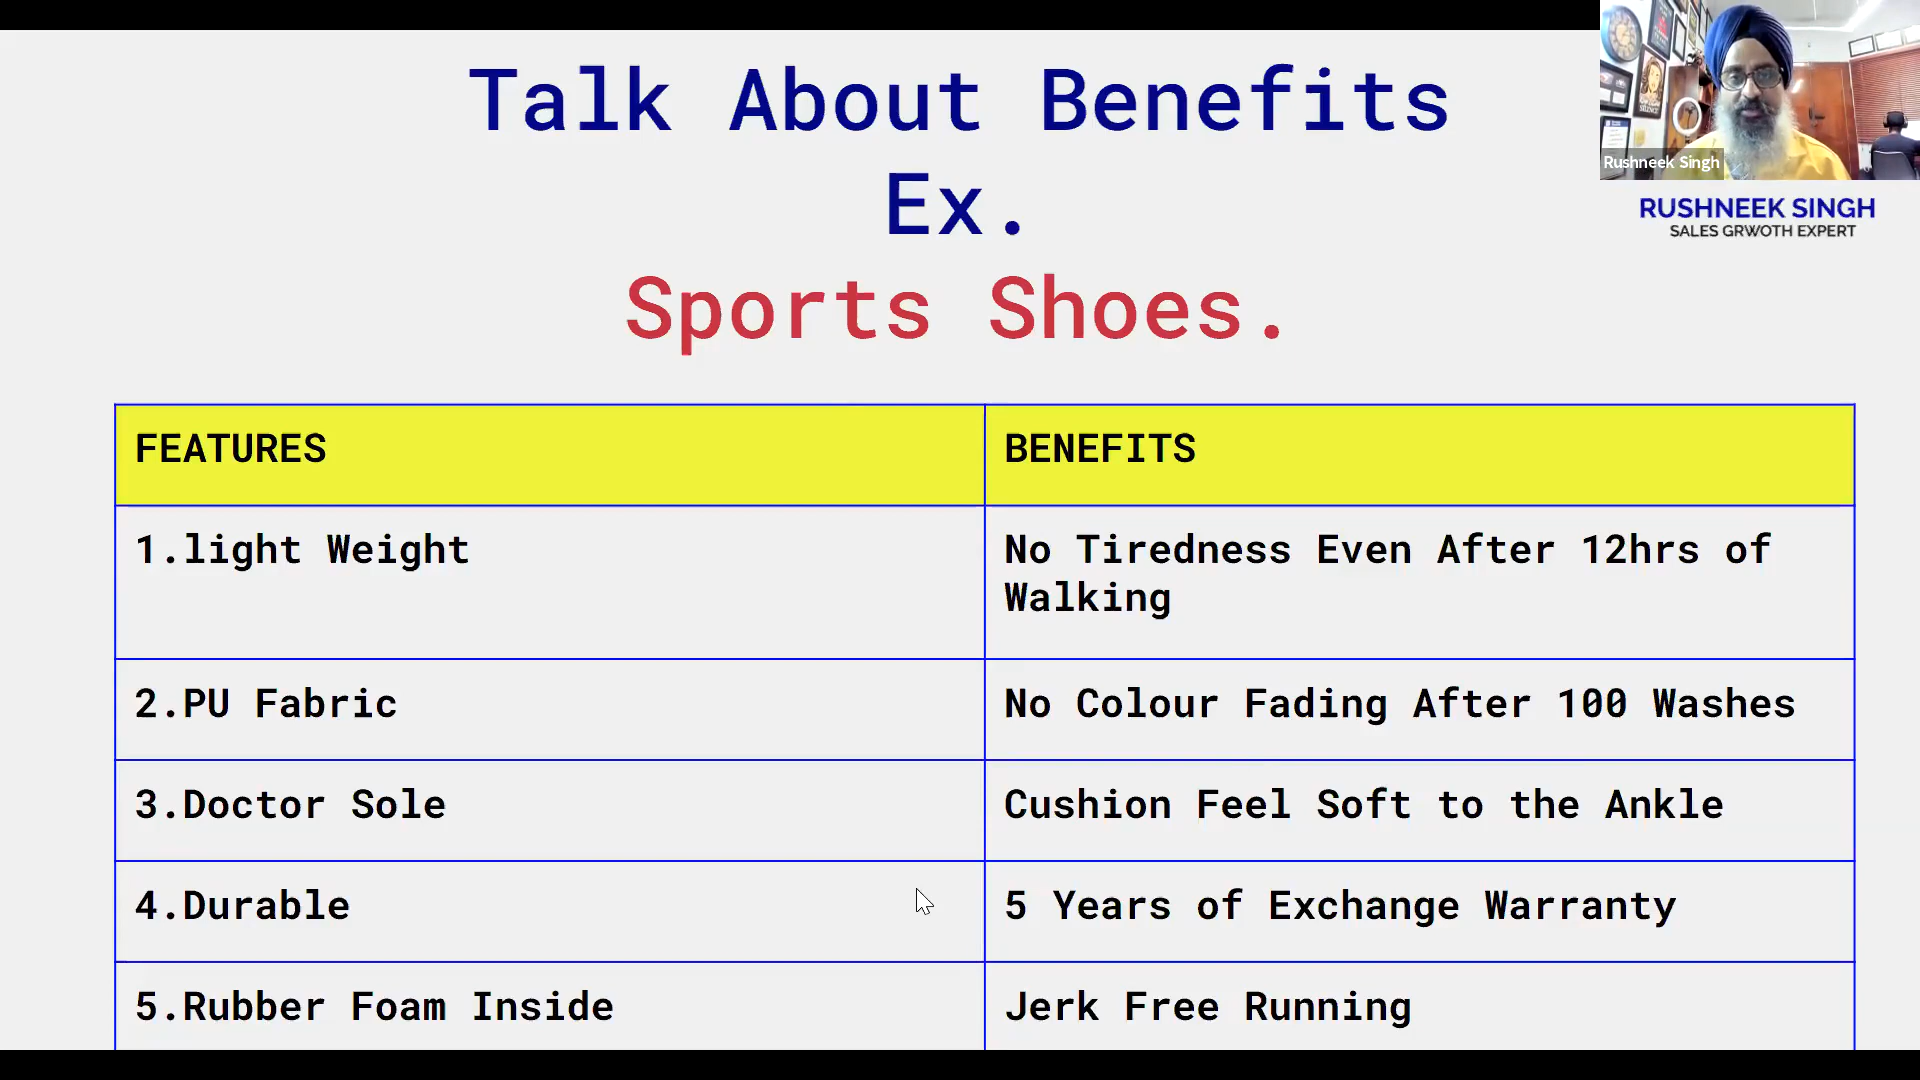 Talk About Benefits
Ex.
Sports Shoes.
Rushneek Singh
RUSHNEEK SINGH
SALES GRWOTH EXPERT
FEATURES
BENEFITS
1.light Weight
No Tiredness Even After 12hrs of
Walking
2.PU Fabric
No Colour Fading After 100 Washes
3.Doctor Sole
Cushion Feel Soft to the Ankle
4.Durable
5 Years of Exchange Warranty
5.Rubber Foam Inside
Jerk Free Running